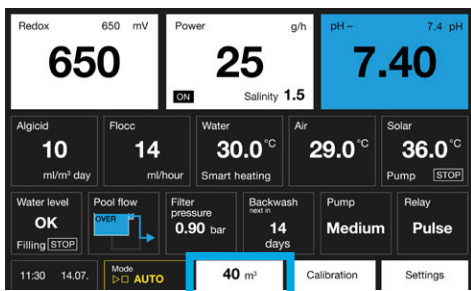 Redox 650 mV
650
Power g/h
25
ON Salinity 1.5
pH – 7.4 pH
7.40
Algicid
10
ml/m³ day
Flocc
14
ml/hour
Water
30.0°C
Smart heating
Air
29.0°C
Solar
36.0°C
Pump STOP
Water level
OK
Filling STOP
Pool flow
OVER
Filter
pressure
0.90 bar
Backwash
next in
14
days
Pump
Medium
Relay
Pulse
11:30 14.07.
Mode
AUTO
40 m³
Calibration
Settings